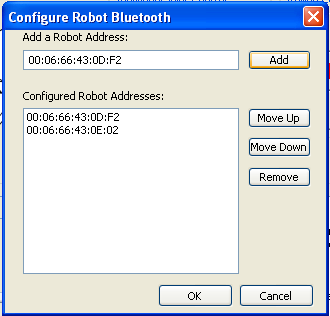 Configure Robot Bluetooth
Add a Robot Address:
00:06:66:43:0D:F2
Add
Configured Robot Addresses:
00:06:66:43:0D:F2
00:06:66:43:0E:02
Move Up
Move Down
Remove
OK
Cancel